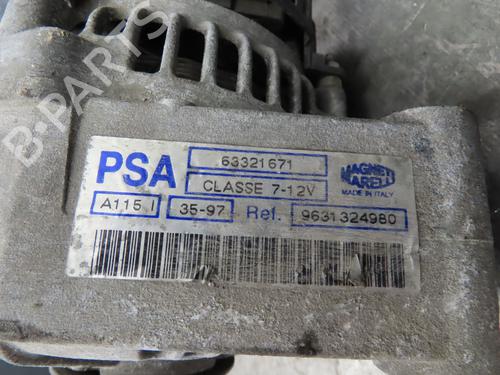 B-PARTS
PSA
63321671
CLASSE 7-12V
MAGNETI
MARELLI
MADE IN ITALY
A115 I
35-97
Ref.
9631324980